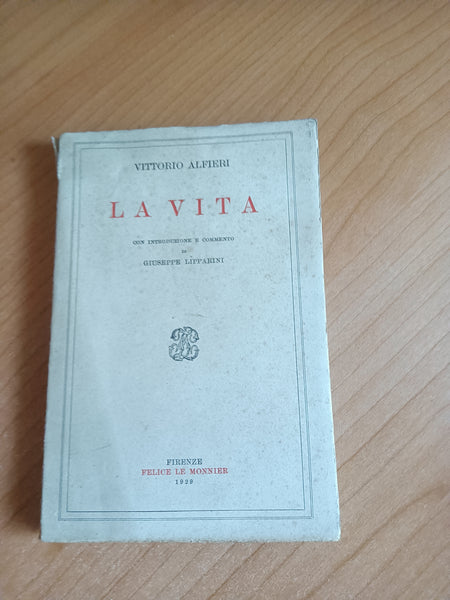 VITTORIO ALFIERI
LA VITA
CON INTRODUZIONE E COMMENTO
DI
GIUSEPPE LIPPARINI
FIRENZE
FELICE LE MONNIER
1929